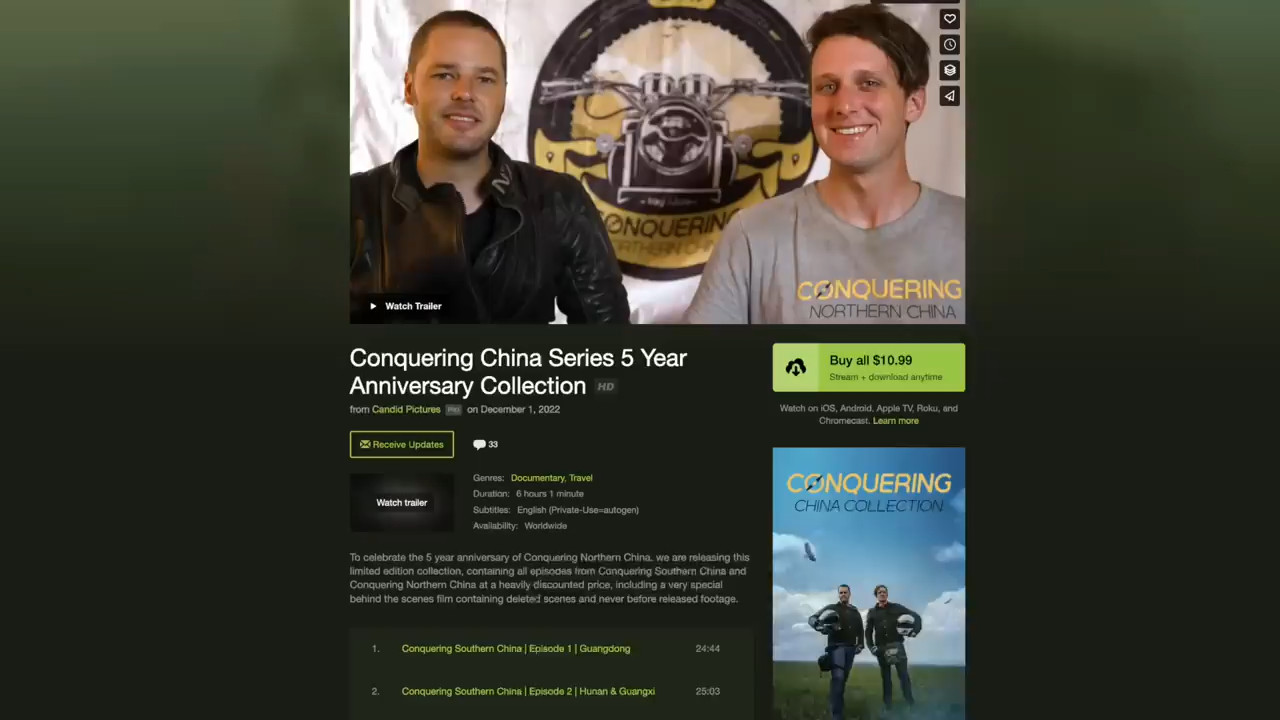 CONQUERING
NORTHERN CHINA
CONQUERING
NORTHERN CHINA
Watch Trailer
Conquering China Series 5 Year
Anniversary Collection HD
from Candid Pictures PRO on December 1, 2022
Receive Updates 33
Watch trailer
Genres: Documentary, Travel
Duration: 6 hours 1 minute
Subtitles: English (Private-Use=autogen)
Availability: Worldwide
To celebrate the 5 year anniversary of Conquering Northern China, we are releasing this
limited edition collection, containing all episodes from Conquering Southern China and
Conquering Northern China at a heavily discounted price, including a very special
behind the scenes film containing deleted scenes and never before released footage.
1. Conquering Southern China | Episode 1 | Guangdong 24:44
2. Conquering Southern China | Episode 2 | Hunan & Guangxi 25:03
Buy all $10.99
Stream + download anytime
Watch on iOS, Android, Apple TV, Roku, and
Chromecast. Learn more
CONQUERING
CHINA COLLECTION